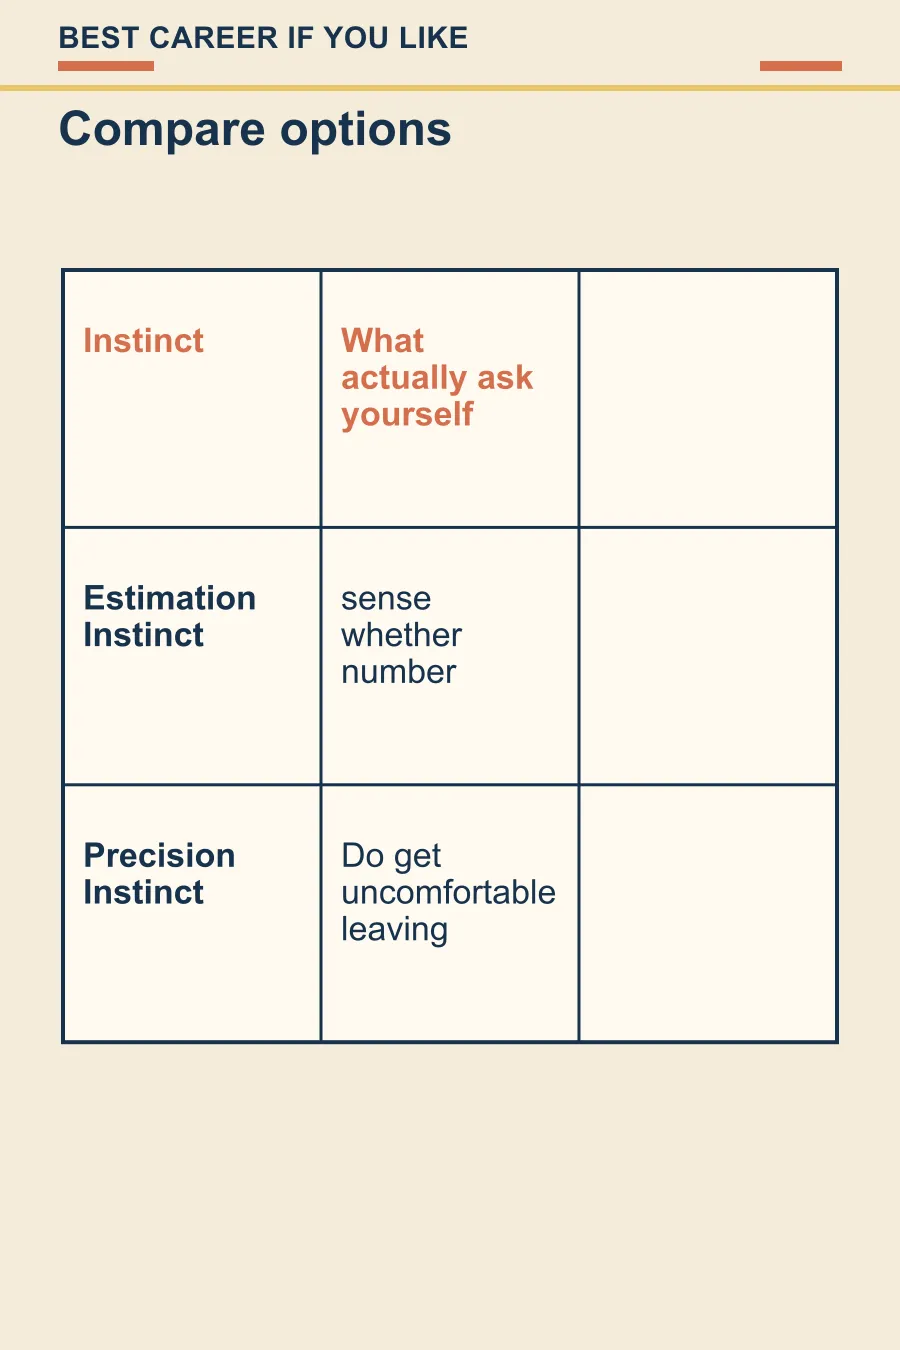 BEST CAREER IF YOU LIKE
Compare options
Instinct
What
actually ask
yourself
Estimation
Instinct
sense
whether
number
Precision
Instinct
Do get
uncomfortable
leaving